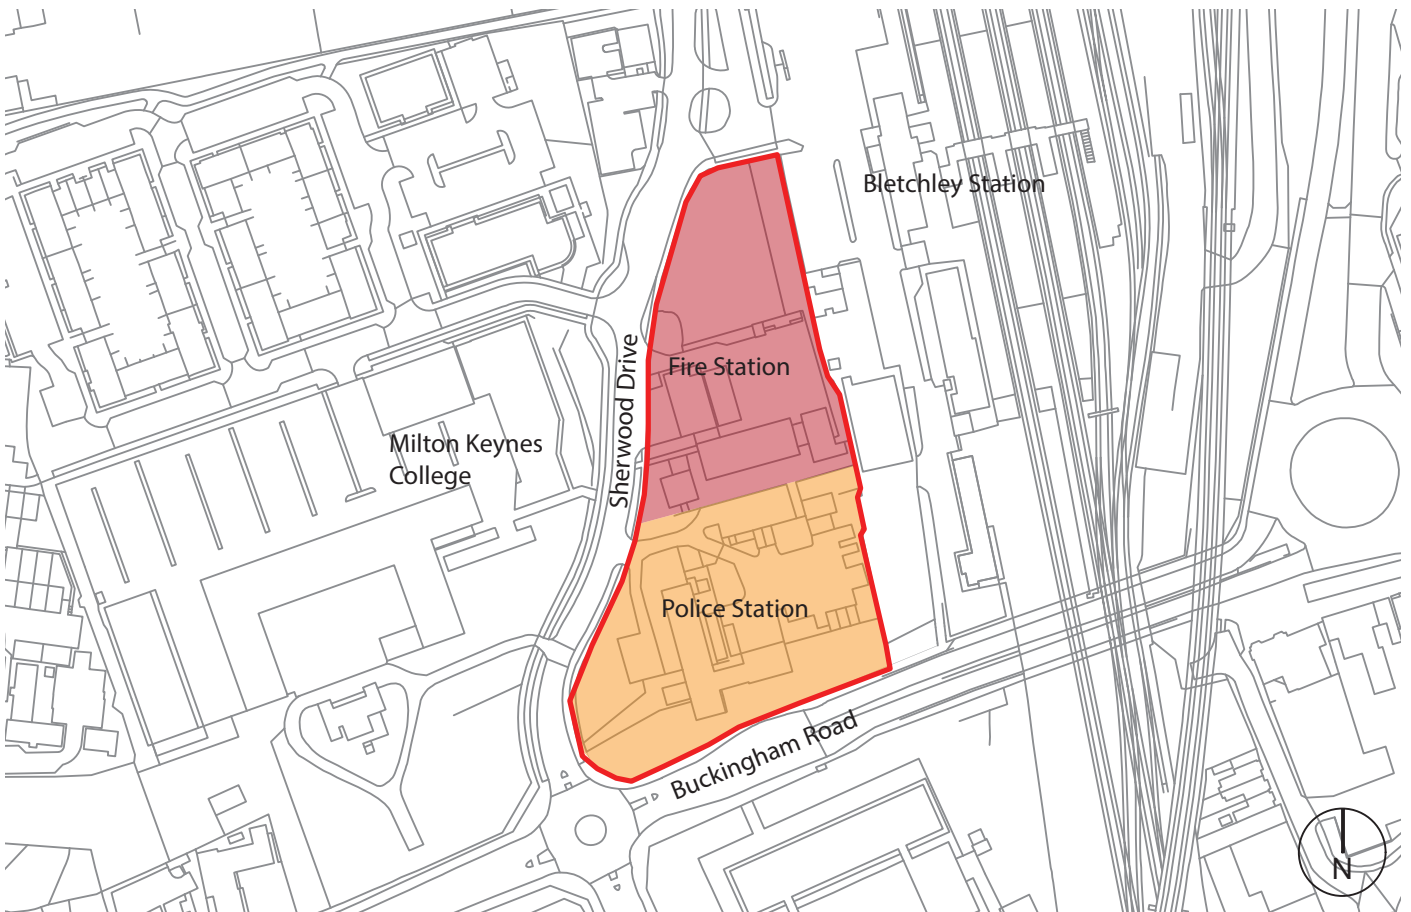 Bletchley Station
Fire Station
Sherwood Drive
Milton Keynes
College
Police Station
Buckingham Road
N